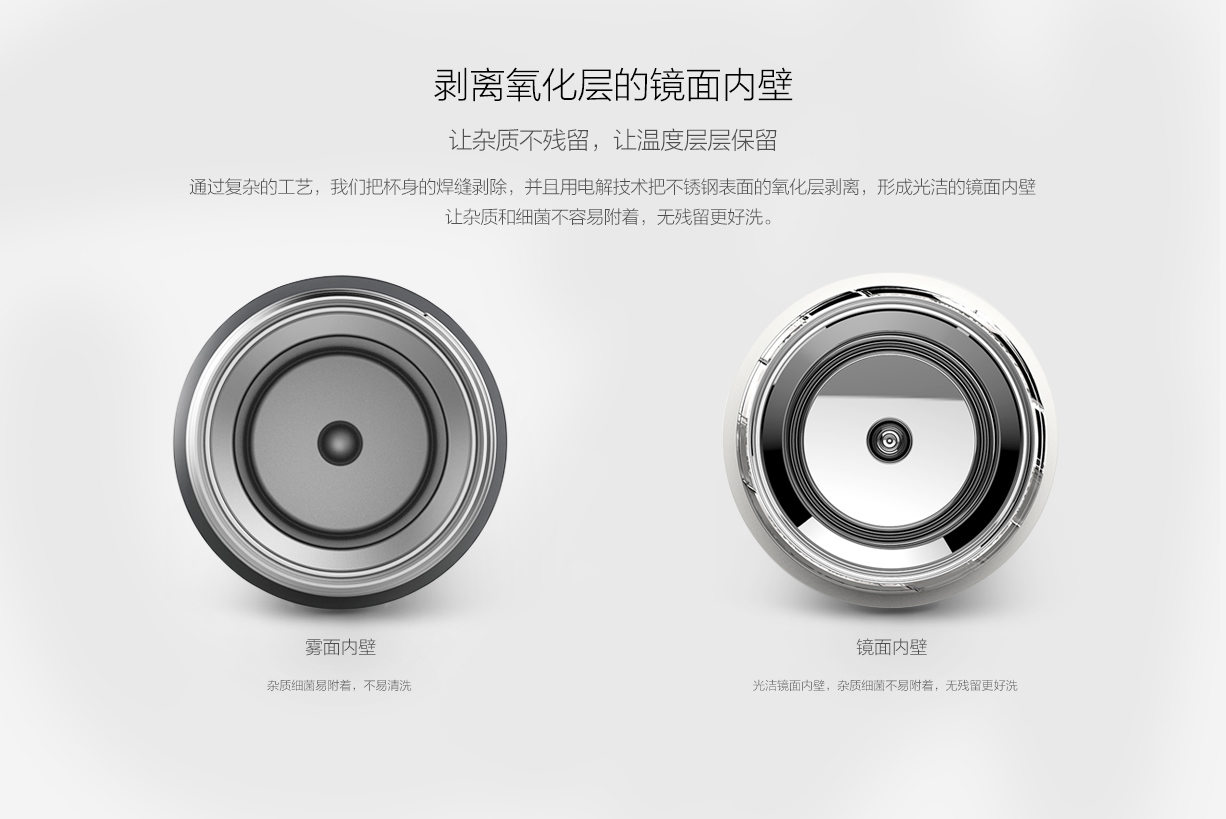 剥离氧化层的镜面内壁
让杂质不残留，让温度层层保留
通过复杂的工艺，我们把杯身的焊缝剥除，并且用电解技术把不锈钢表面的氧化层剥离，形成光洁的镜面内壁
让杂质和细菌不容易附着，无残留更好洗。
雾面内壁
镜面内壁
杂质细菌易附着，不易清洗
光洁镜面内壁，杂质细菌不易附着，无残留更好洗